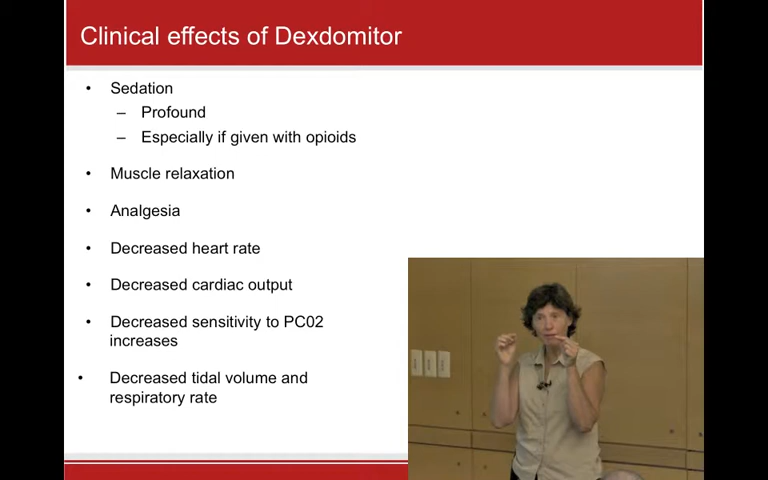 Clinical effects of Dexdomitor
• Sedation
– Profound
– Especially if given with opioids
• Muscle relaxation
• Analgesia
• Decreased heart rate
• Decreased cardiac output
• Decreased sensitivity to PC02
increases
• Decreased tidal volume and
respiratory rate